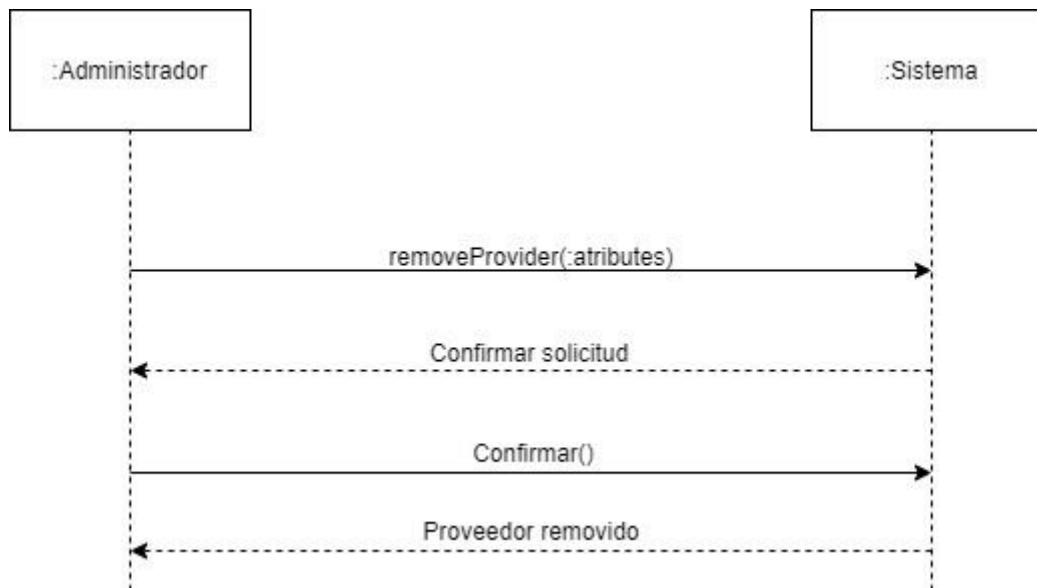 :Administrador
:Sistema
removeProvider(:atributes)
Confirmar solicitud
Confirmar()
Proveedor removido